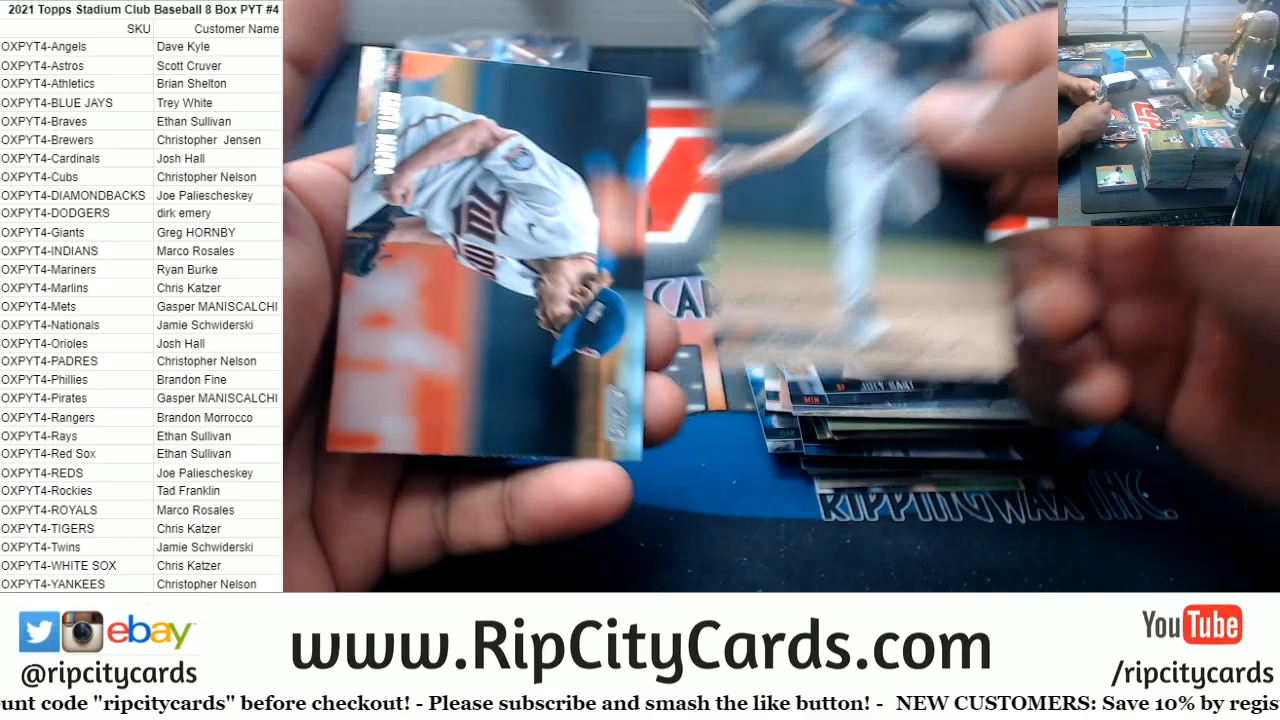 2021 Topps Stadium Club Baseball 8 Box PYT #4
SKU Customer Name
OXPYT4-Angels Dave Kyle
OXPYT4-Astros Scott Cruver
OXPYT4-Athletics Brian Shelton
OXPYT4-BLUE JAYS Trey White
OXPYT4-Braves Ethan Sullivan
OXPYT4-Brewers Christopher Jensen
OXPYT4-Cardinals Josh Hall
OXPYT4-Cubs Christopher Nelson
OXPYT4-DIAMONDBACKS Joe Paliescheskey
OXPYT4-DODGERS dirk emery
OXPYT4-Giants Greg HORNBY
OXPYT4-INDIANS Marco Rosales
OXPYT4-Mariners Ryan Burke
OXPYT4-Marlins Chris Katzer
OXPYT4-Mets Gasper MANISCALCHI
OXPYT4-Nationals Jamie Schwiderski
OXPYT4-Orioles Josh Hall
OXPYT4-PADRES Christopher Nelson
OXPYT4-Phillies Brandon Fine
OXPYT4-Pirates Gasper MANISCALCHI
OXPYT4-Rangers Brandon Morrocco
OXPYT4-Rays Ethan Sullivan
OXPYT4-Red Sox Ethan Sullivan
OXPYT4-REDS Joe Paliescheskey
OXPYT4-Rockies Tad Franklin
OXPYT4-ROYALS Marco Rosales
OXPYT4-TIGERS Chris Katzer
OXPYT4-Twins Jamie Schwiderski
OXPYT4-WHITE SOX Chris Katzer
OXPYT4-YANKEES Christopher Nelson
RIPPINGWAX INC.
ebay
@ripcitycards
www.RipCityCards.com
YouTube
/ripcitycards
unt code "ripcitycards" before checkout! - Please subscribe and smash the like button! - NEW CUSTOMERS: Save 10% by regis